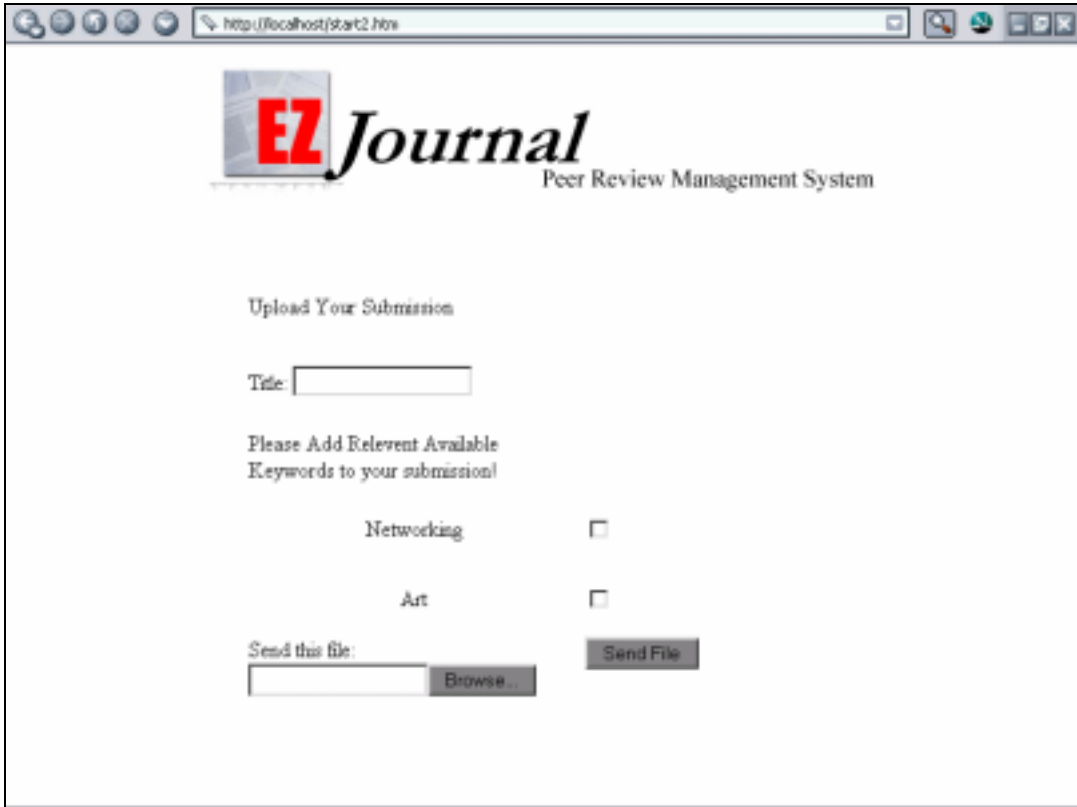 http://localhost/start2.htm
EZ Journal
Peer Review Management System
Upload Your Submission
Title:
Please Add Relevent Available
Keywords to your submission!
Networking
Art
Send this file:
Send File
Browse...